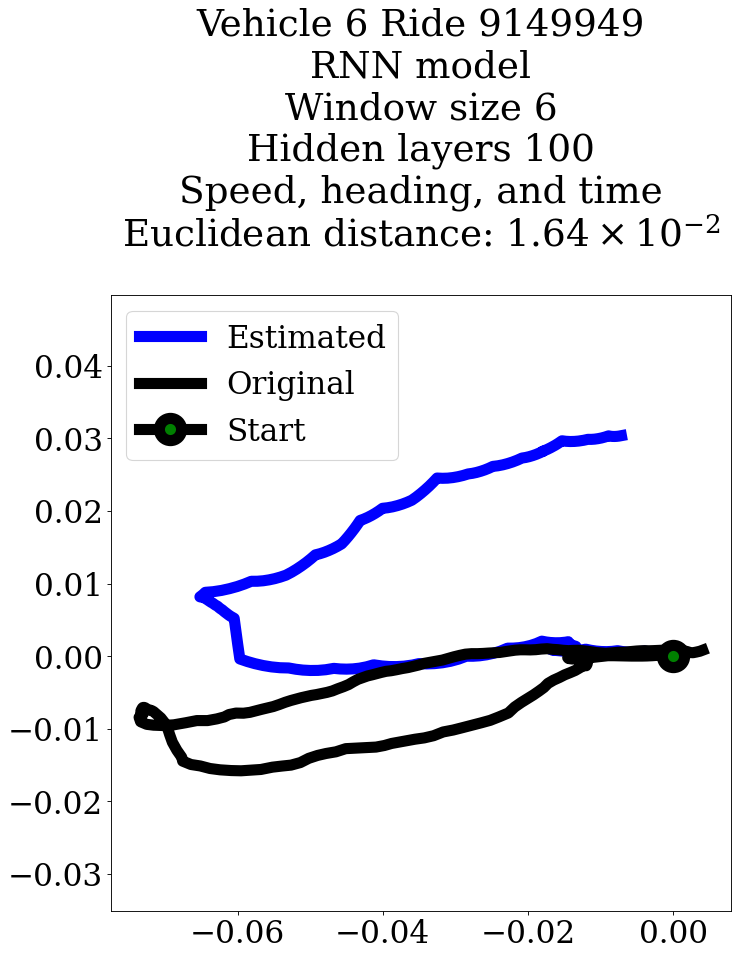 Vehicle 6 Ride 9149949
RNN model
Window size 6
Hidden layers 100
Speed, heading, and time
Euclidean distance: 1.64 × 10⁻²
Estimated
Original
Start
0.04
0.03
0.02
0.01
0.00
−0.01
−0.02
−0.03
−0.06 −0.04 −0.02 0.00